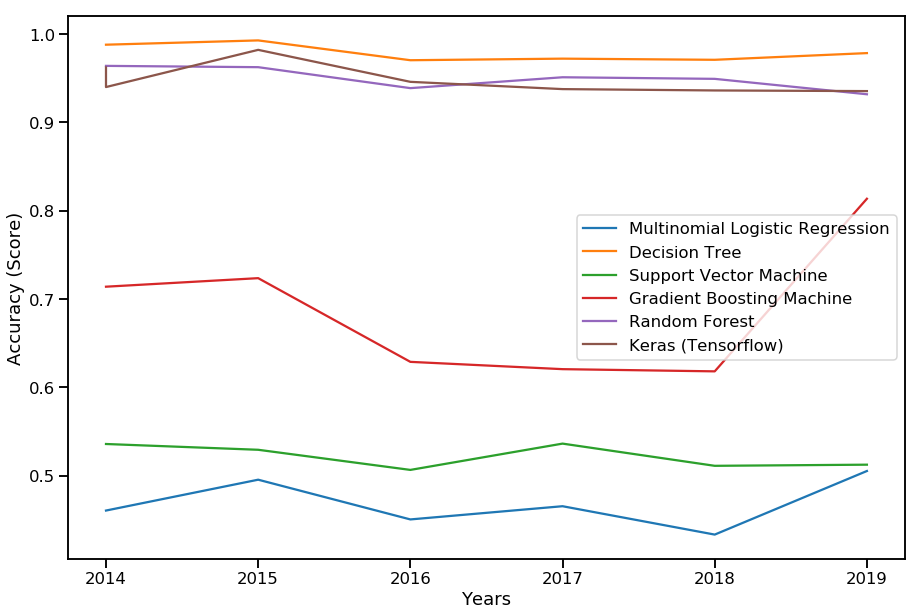 1.0
0.9
0.8
0.7
0.6
0.5
Accuracy (Score)
Multinomial Logistic Regression
Decision Tree
Support Vector Machine
Gradient Boosting Machine
Random Forest
Keras (Tensorflow)
2014 2015 2016 2017 2018 2019
Years